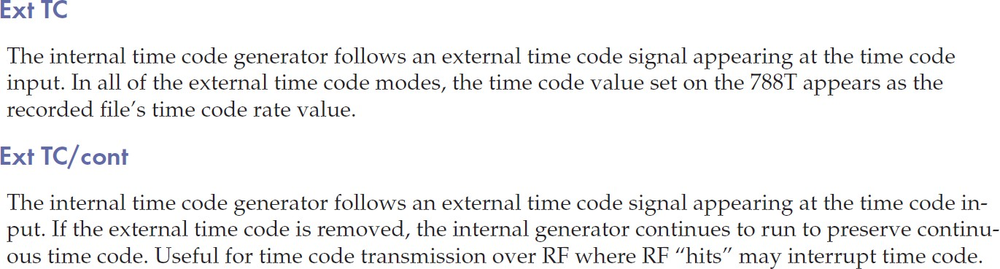 Ext TC
The internal time code generator follows an external time code signal appearing at the time code
input. In all of the external time code modes, the time code value set on the 788T appears as the
recorded file’s time code rate value.
Ext TC/cont
The internal time code generator follows an external time code signal appearing at the time code in-
put. If the external time code is removed, the internal generator continues to run to preserve continu-
ous time code. Useful for time code transmission over RF where RF “hits” may interrupt time code.